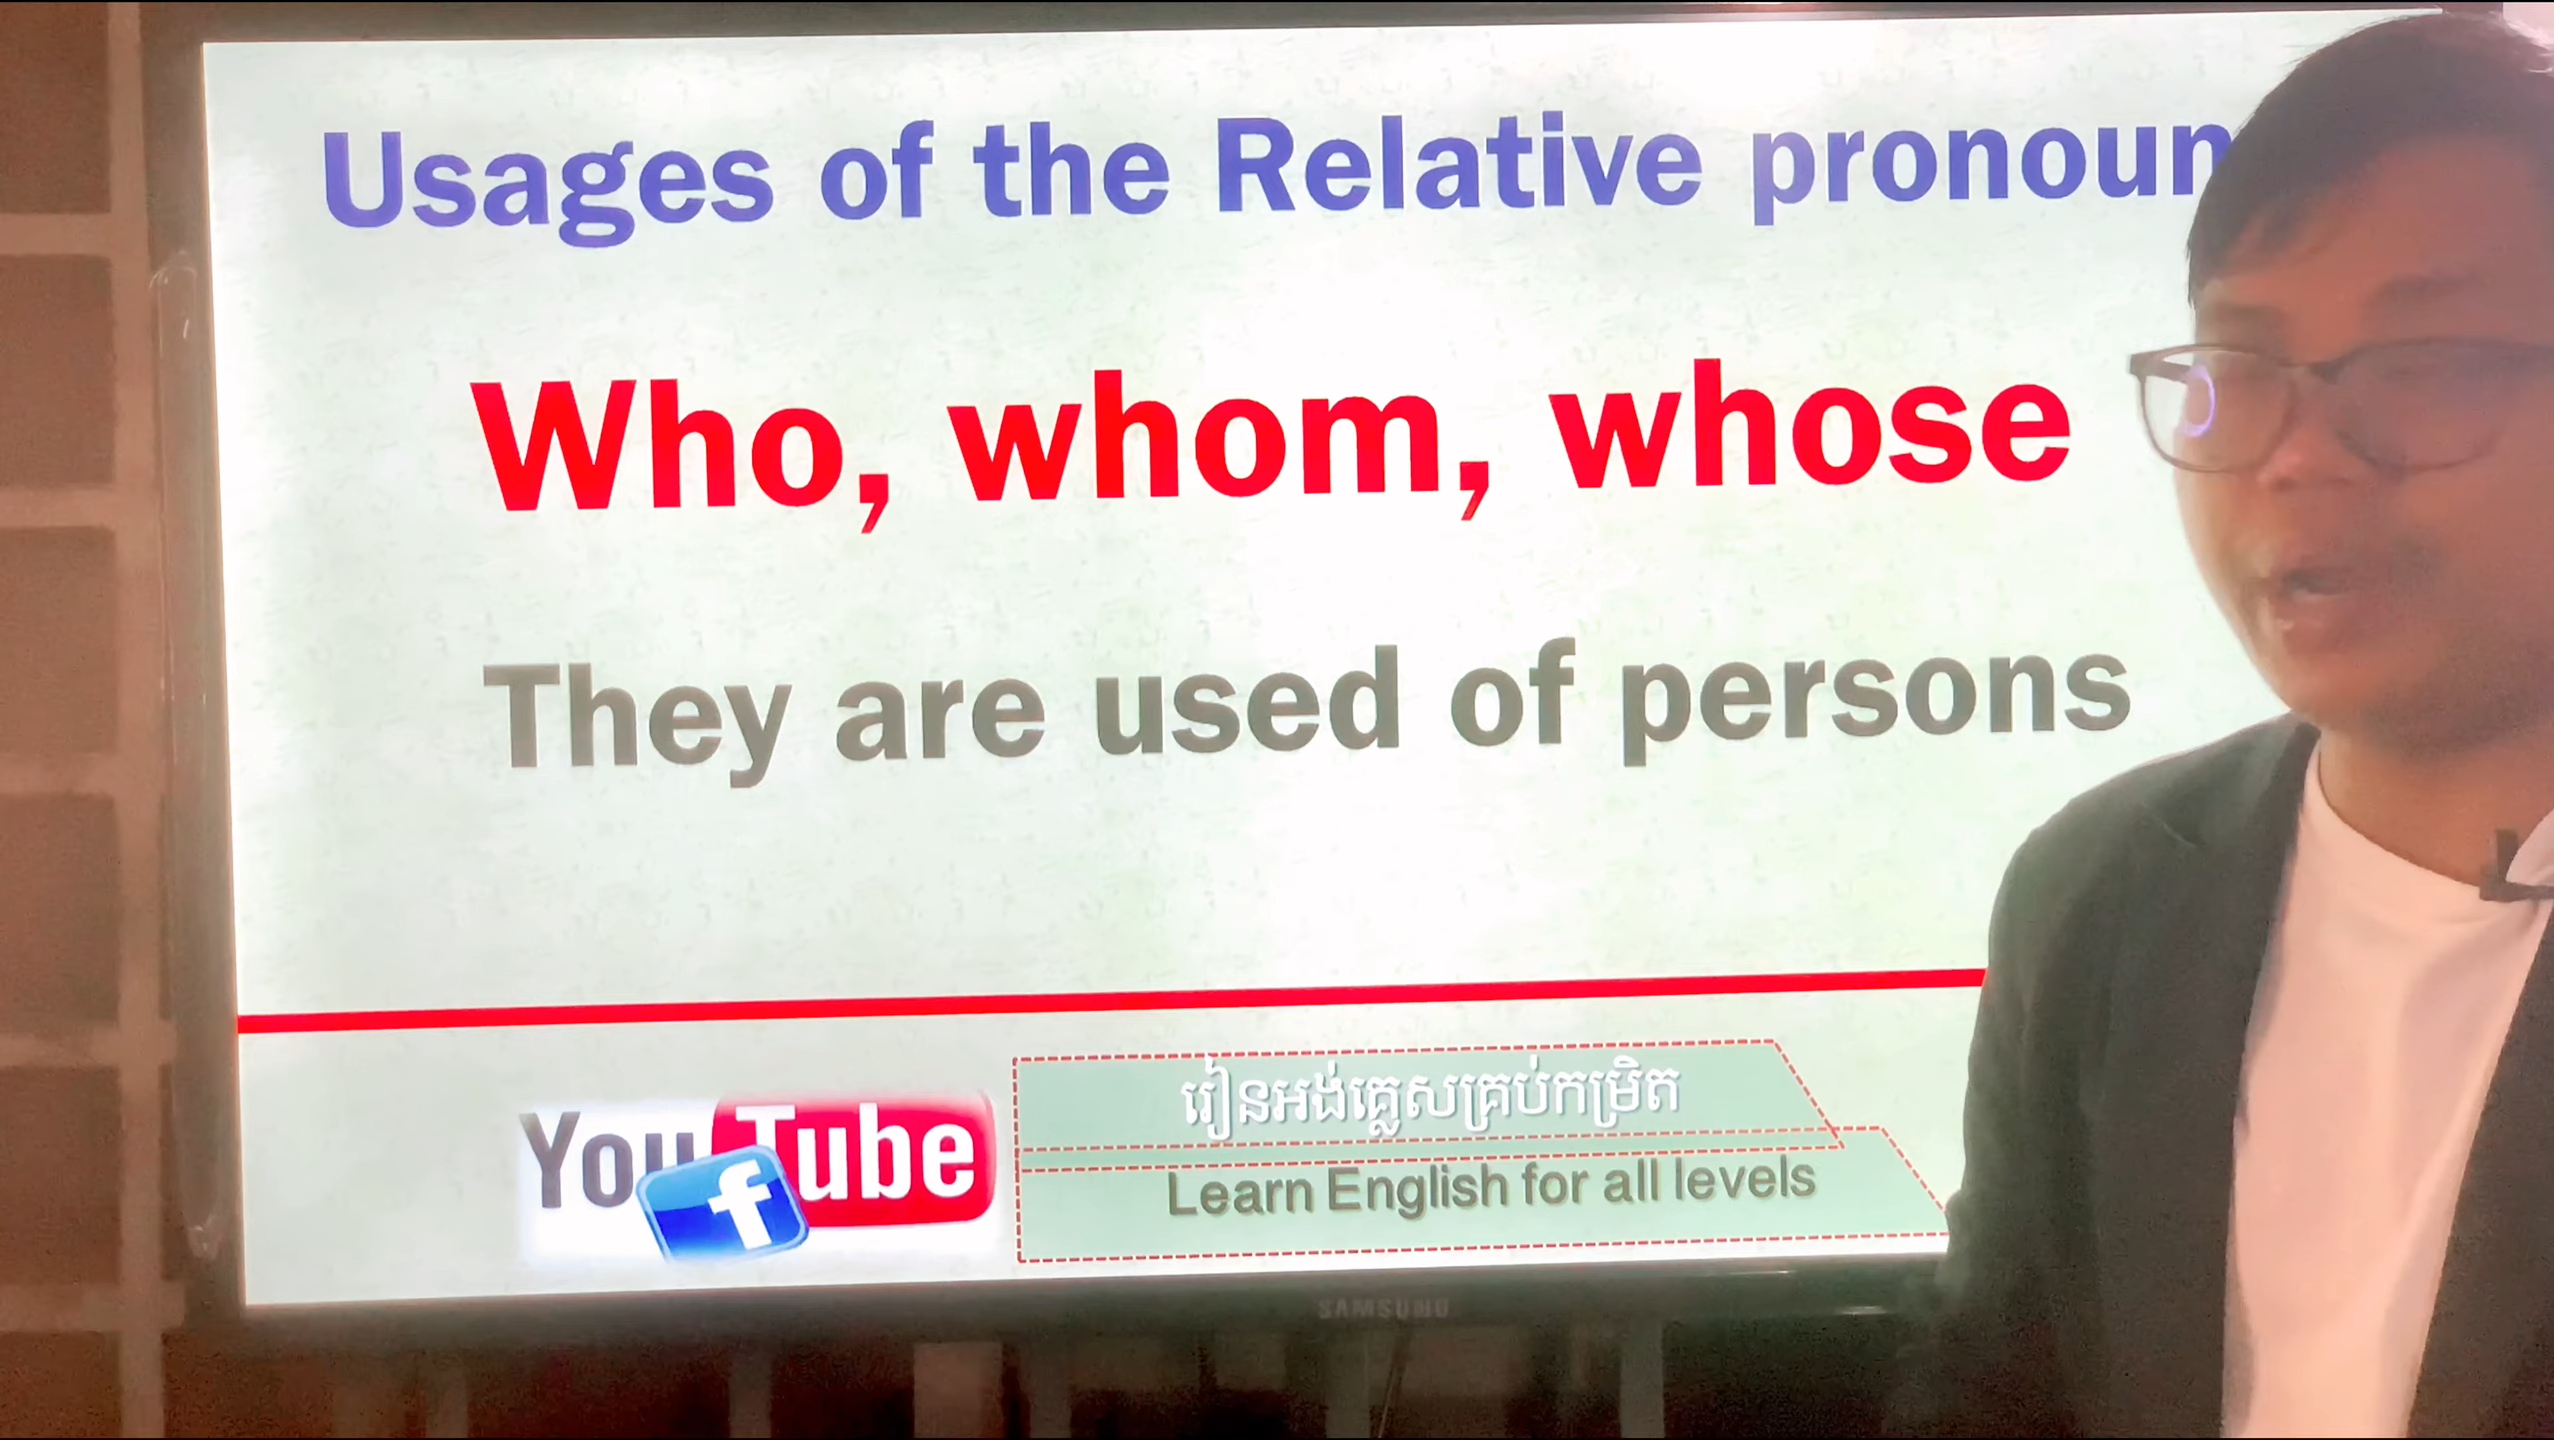 Usages of the Relative pronoun
Who, whom, whose
They are used of persons
YouTube
f
រៀនអង់គ្លេសគ្រប់កម្រិត
Learn English for all levels
SAMSUNG